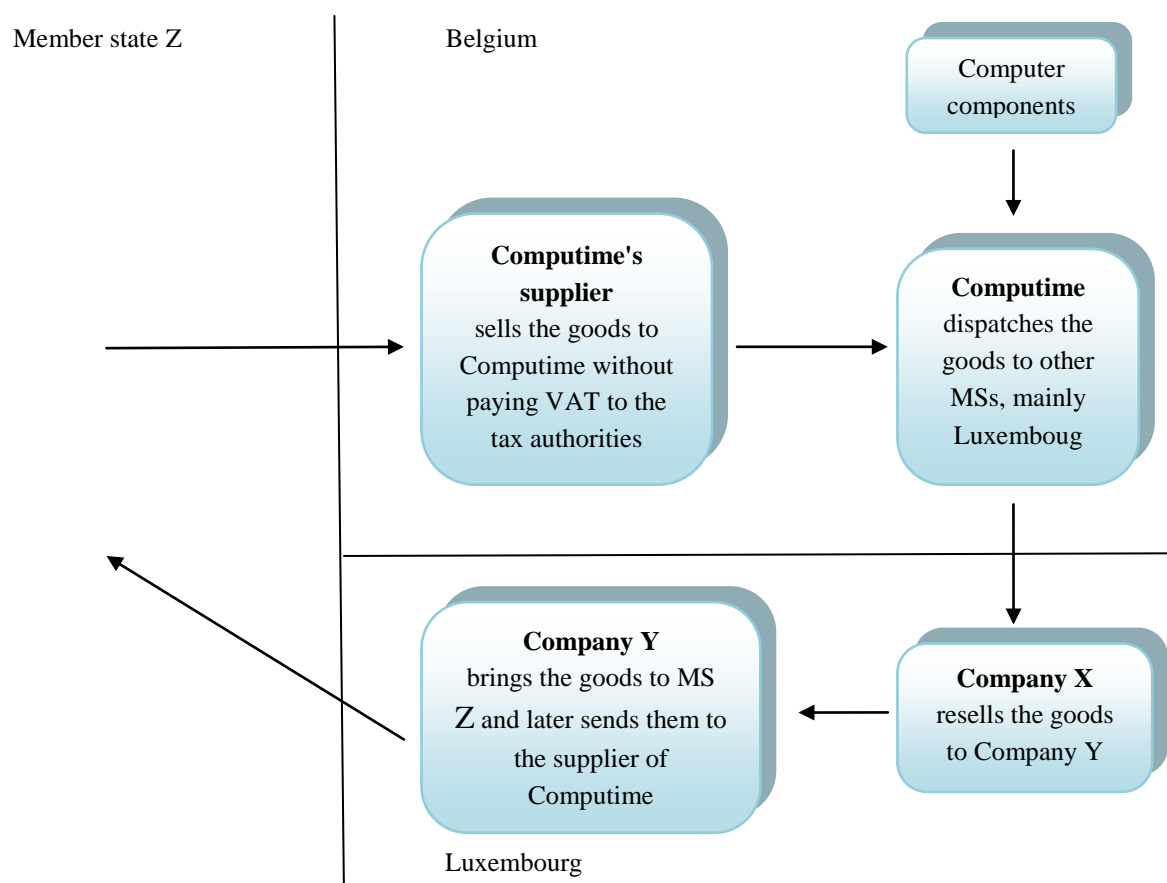 Member state Z
Belgium
Computer
components
Computime's
supplier
sells the goods to
Computime without
paying VAT to the
tax authorities
Computime
dispatches the
goods to other
MSs, mainly
Luxemboug
Company Y
brings the goods to MS
Z and later sends them to
the supplier of
Computime
Company X
resells the goods
to Company Y
Luxembourg